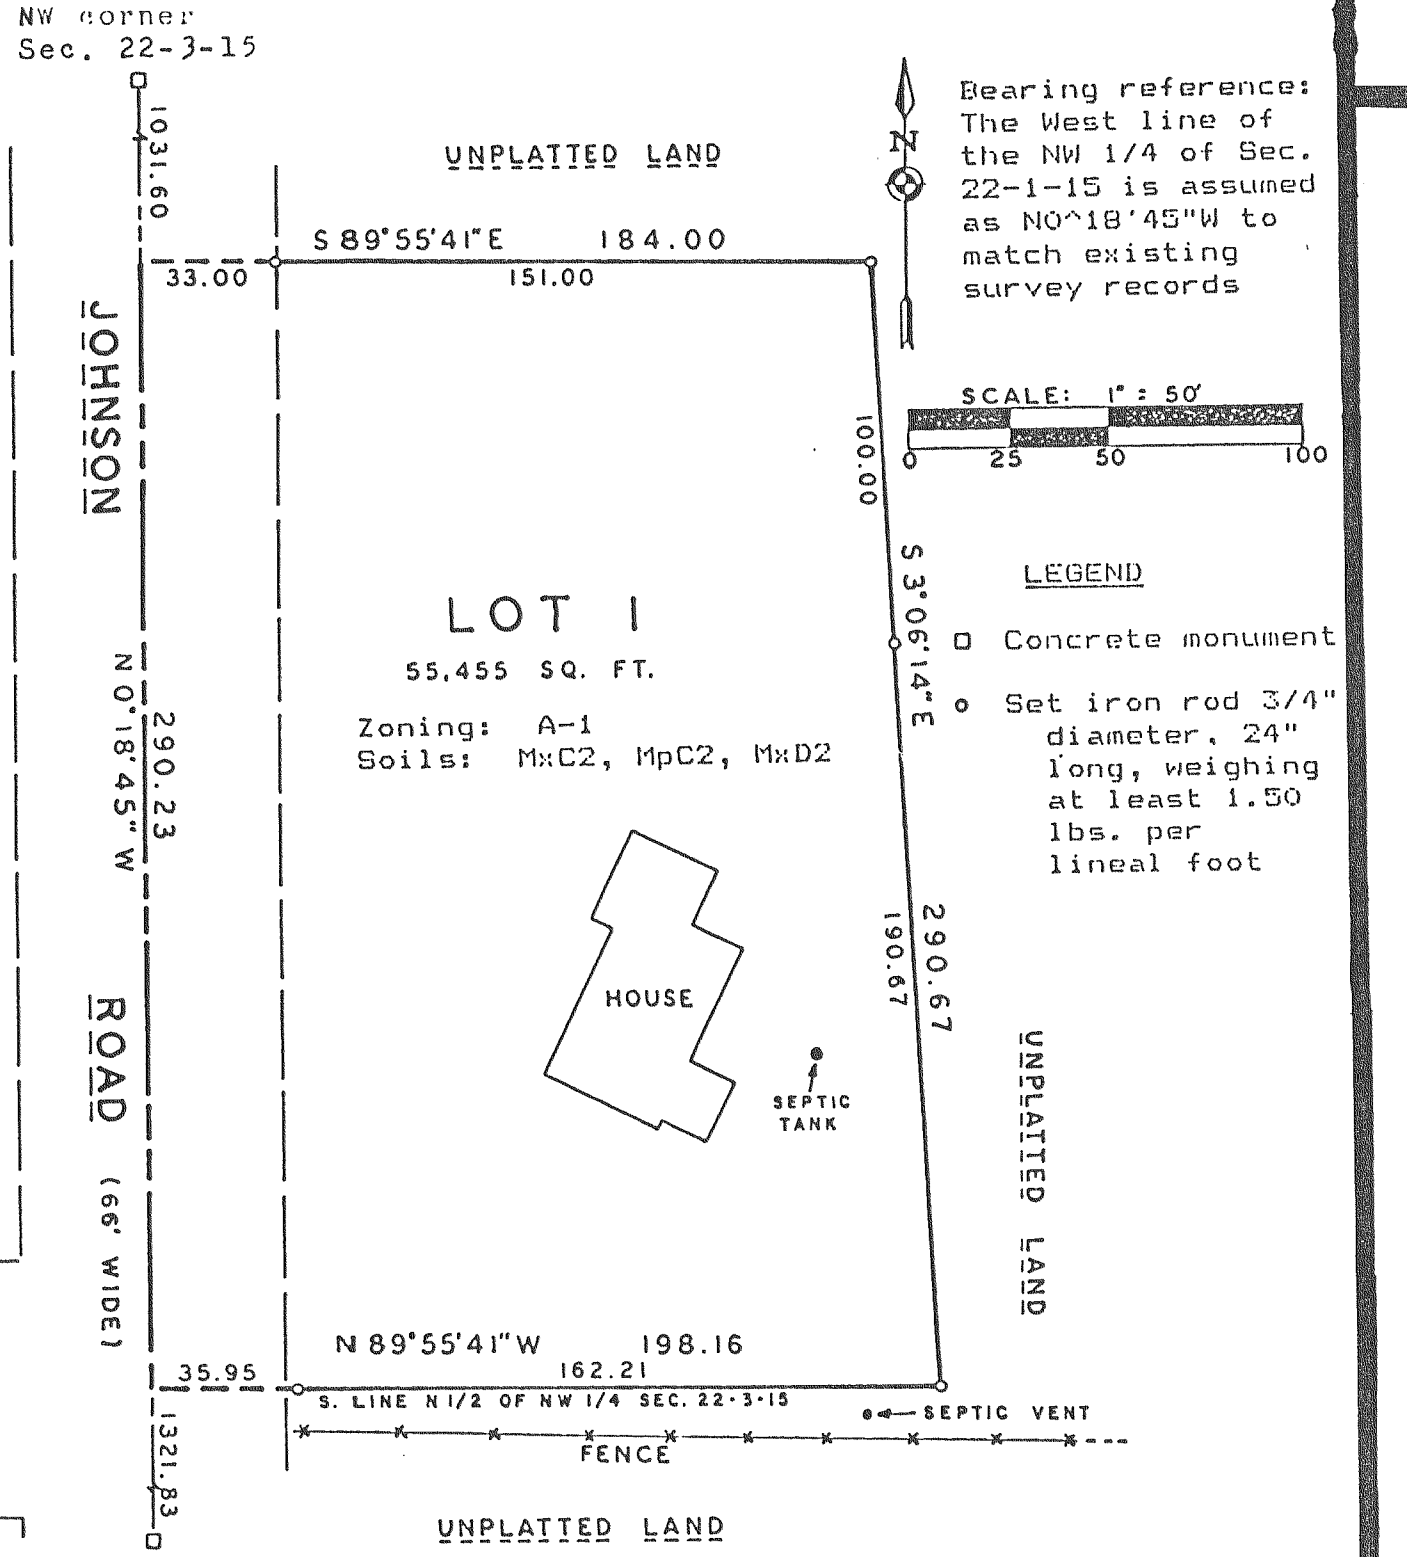 NW corner
Sec. 22-3-15
1031.60
UNPLATTED LAND
S 89°55'41"E 184.00
33.00
151.00
N
Bearing reference:
The West line of
the NW 1/4 of Sec.
22-1-15 is assumed
as N0^18'45"W to
match existing
survey records
SCALE: 1" = 50'
0 25 50 100
JOHNSON
100.00
S 3°06'14"E
LEGEND
Concrete monument
Set iron rod 3/4"
diameter, 24"
long, weighing
at least 1.50
lbs. per
lineal foot
LOT 1
55,455 SQ. FT.
Zoning: A-1
Soils: MxC2, MpC2, MxD2
N 0°18'45" W
290.23
HOUSE
190.67
290.67
SEPTIC
TANK
ROAD (66' WIDE)
UNPLATTED LAND
N 89°55'41" W 198.16
35.95
162.21
S. LINE N 1/2 OF NW 1/4 SEC. 22-3-15
SEPTIC VENT
FENCE
1321.83
UNPLATTED LAND